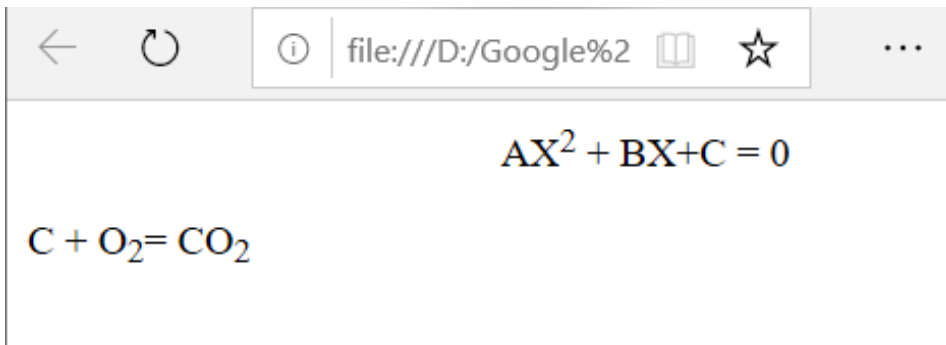 file:///D:/Google%2
AX² + BX+C = 0
C + O₂= CO₂